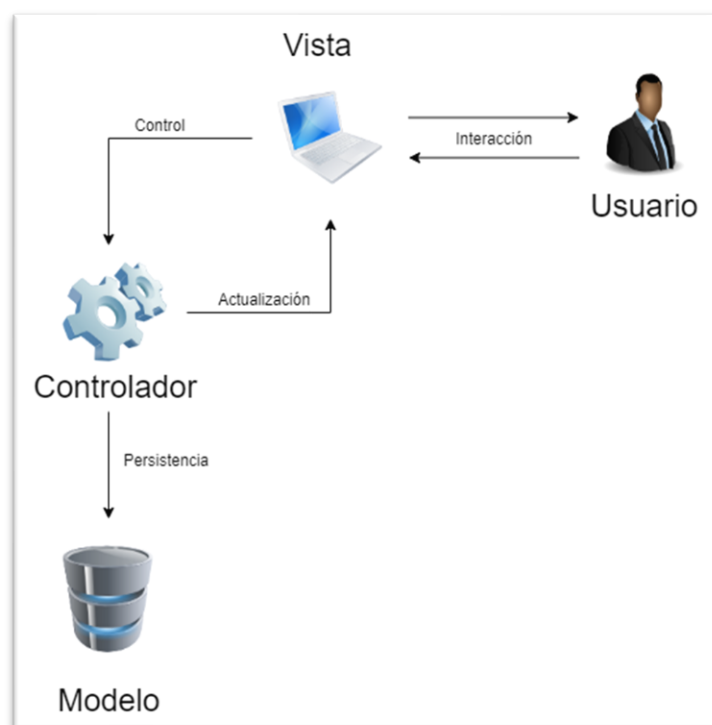 Vista
Control
Interacción
Usuario
Actualización
Controlador
Persistencia
Modelo